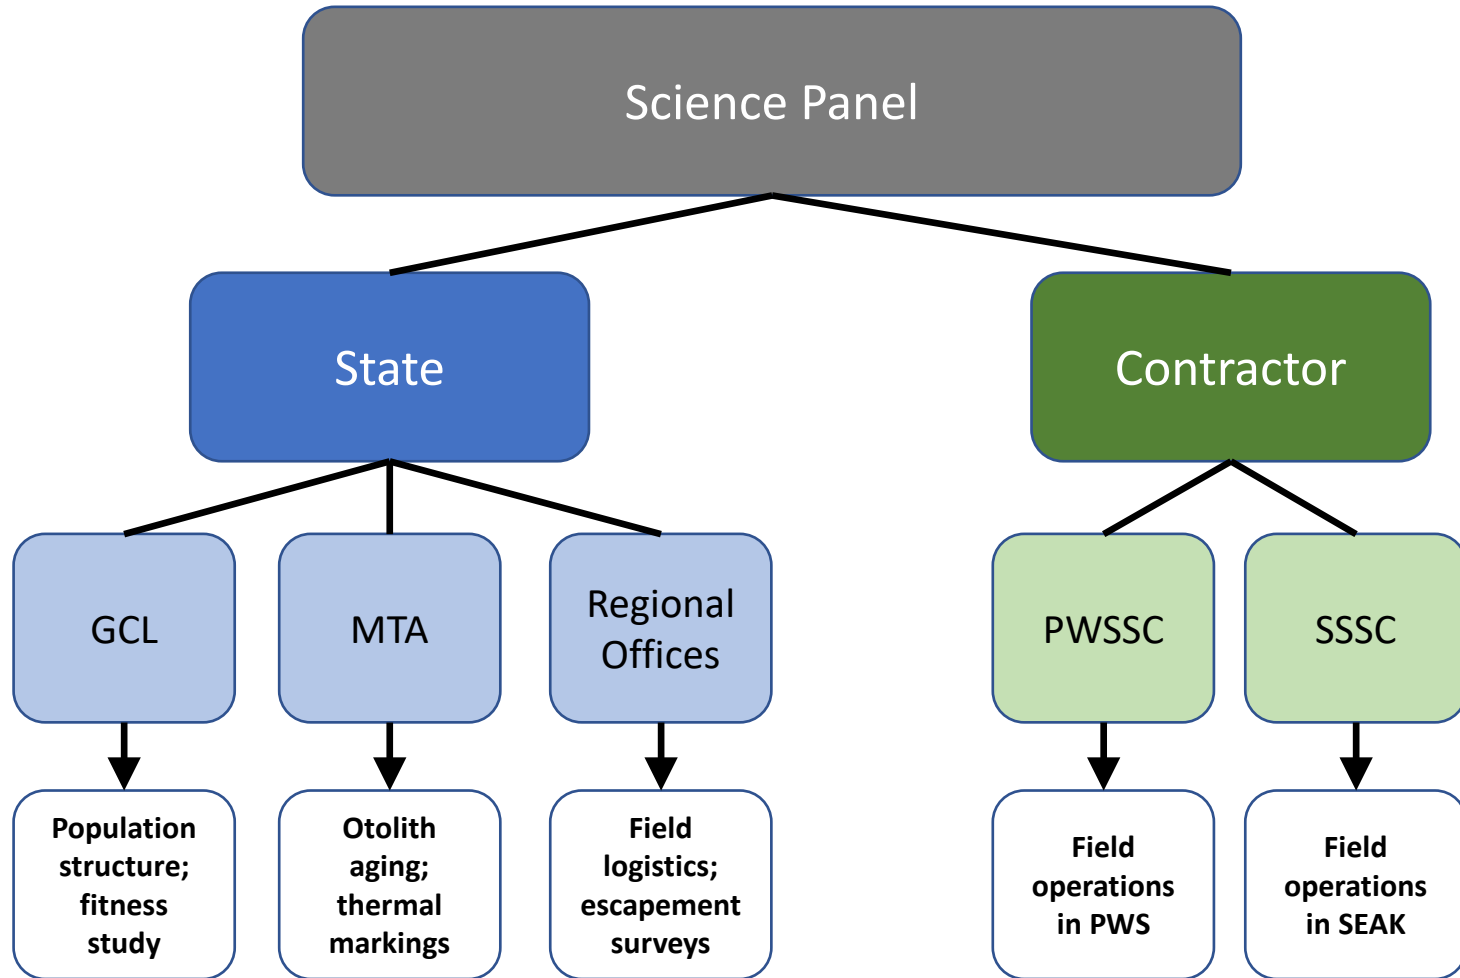 Science Panel
State
Contractor
GCL
MTA
Regional
Offices
PWSSC
SSSC
Population
structure;
fitness
study
Otolith
aging;
thermal
markings
Field
logistics;
escapement
surveys
Field
operations
in PWS
Field
operations
in SEAK